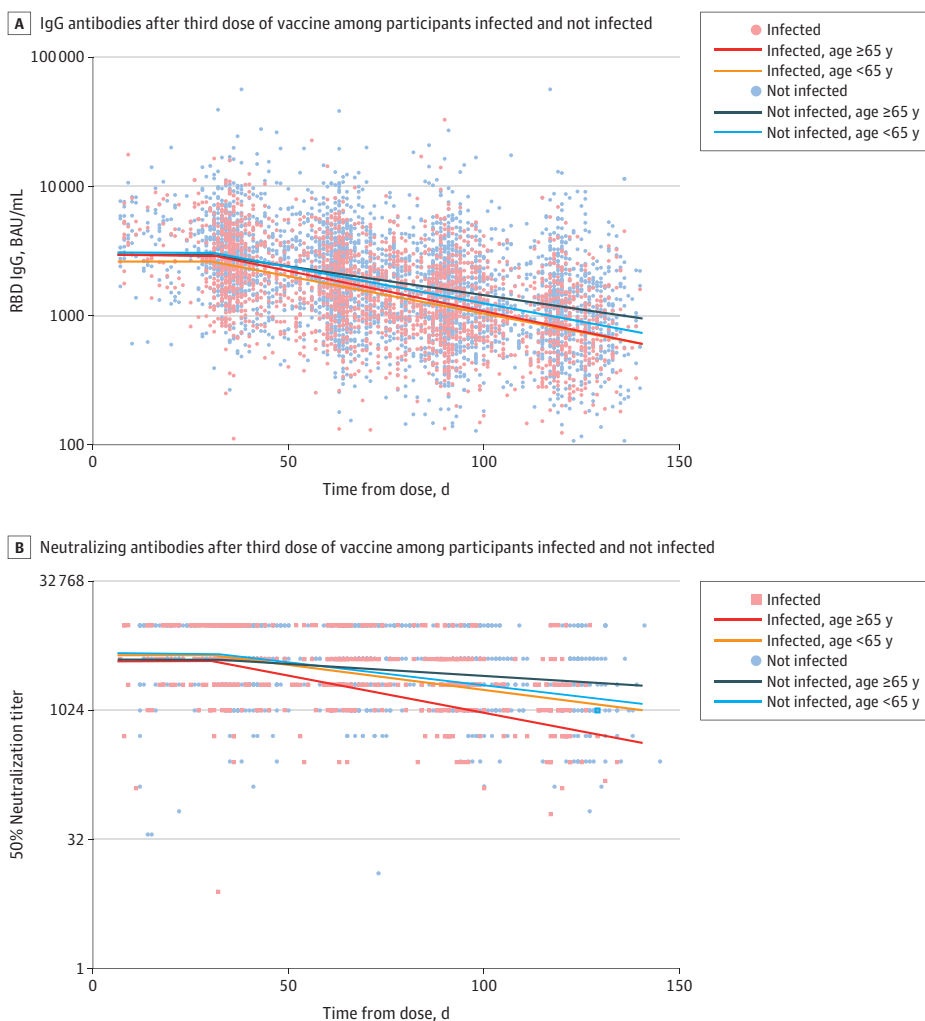 A IgG antibodies after third dose of vaccine among participants infected and not infected
100 000
10 000
1000
100
RBD IgG, BAU/mL
0
50
100
150
Time from dose, d
Infected
Infected, age ≥65 y
Infected, age <65 y
Not infected
Not infected, age ≥65 y
Not infected, age <65 y
B Neutralizing antibodies after third dose of vaccine among participants infected and not infected
32 768
1024
32
1
50% Neutralization titer
0
50
100
150
Time from dose, d
Infected
Infected, age ≥65 y
Infected, age <65 y
Not infected
Not infected, age ≥65 y
Not infected, age <65 y